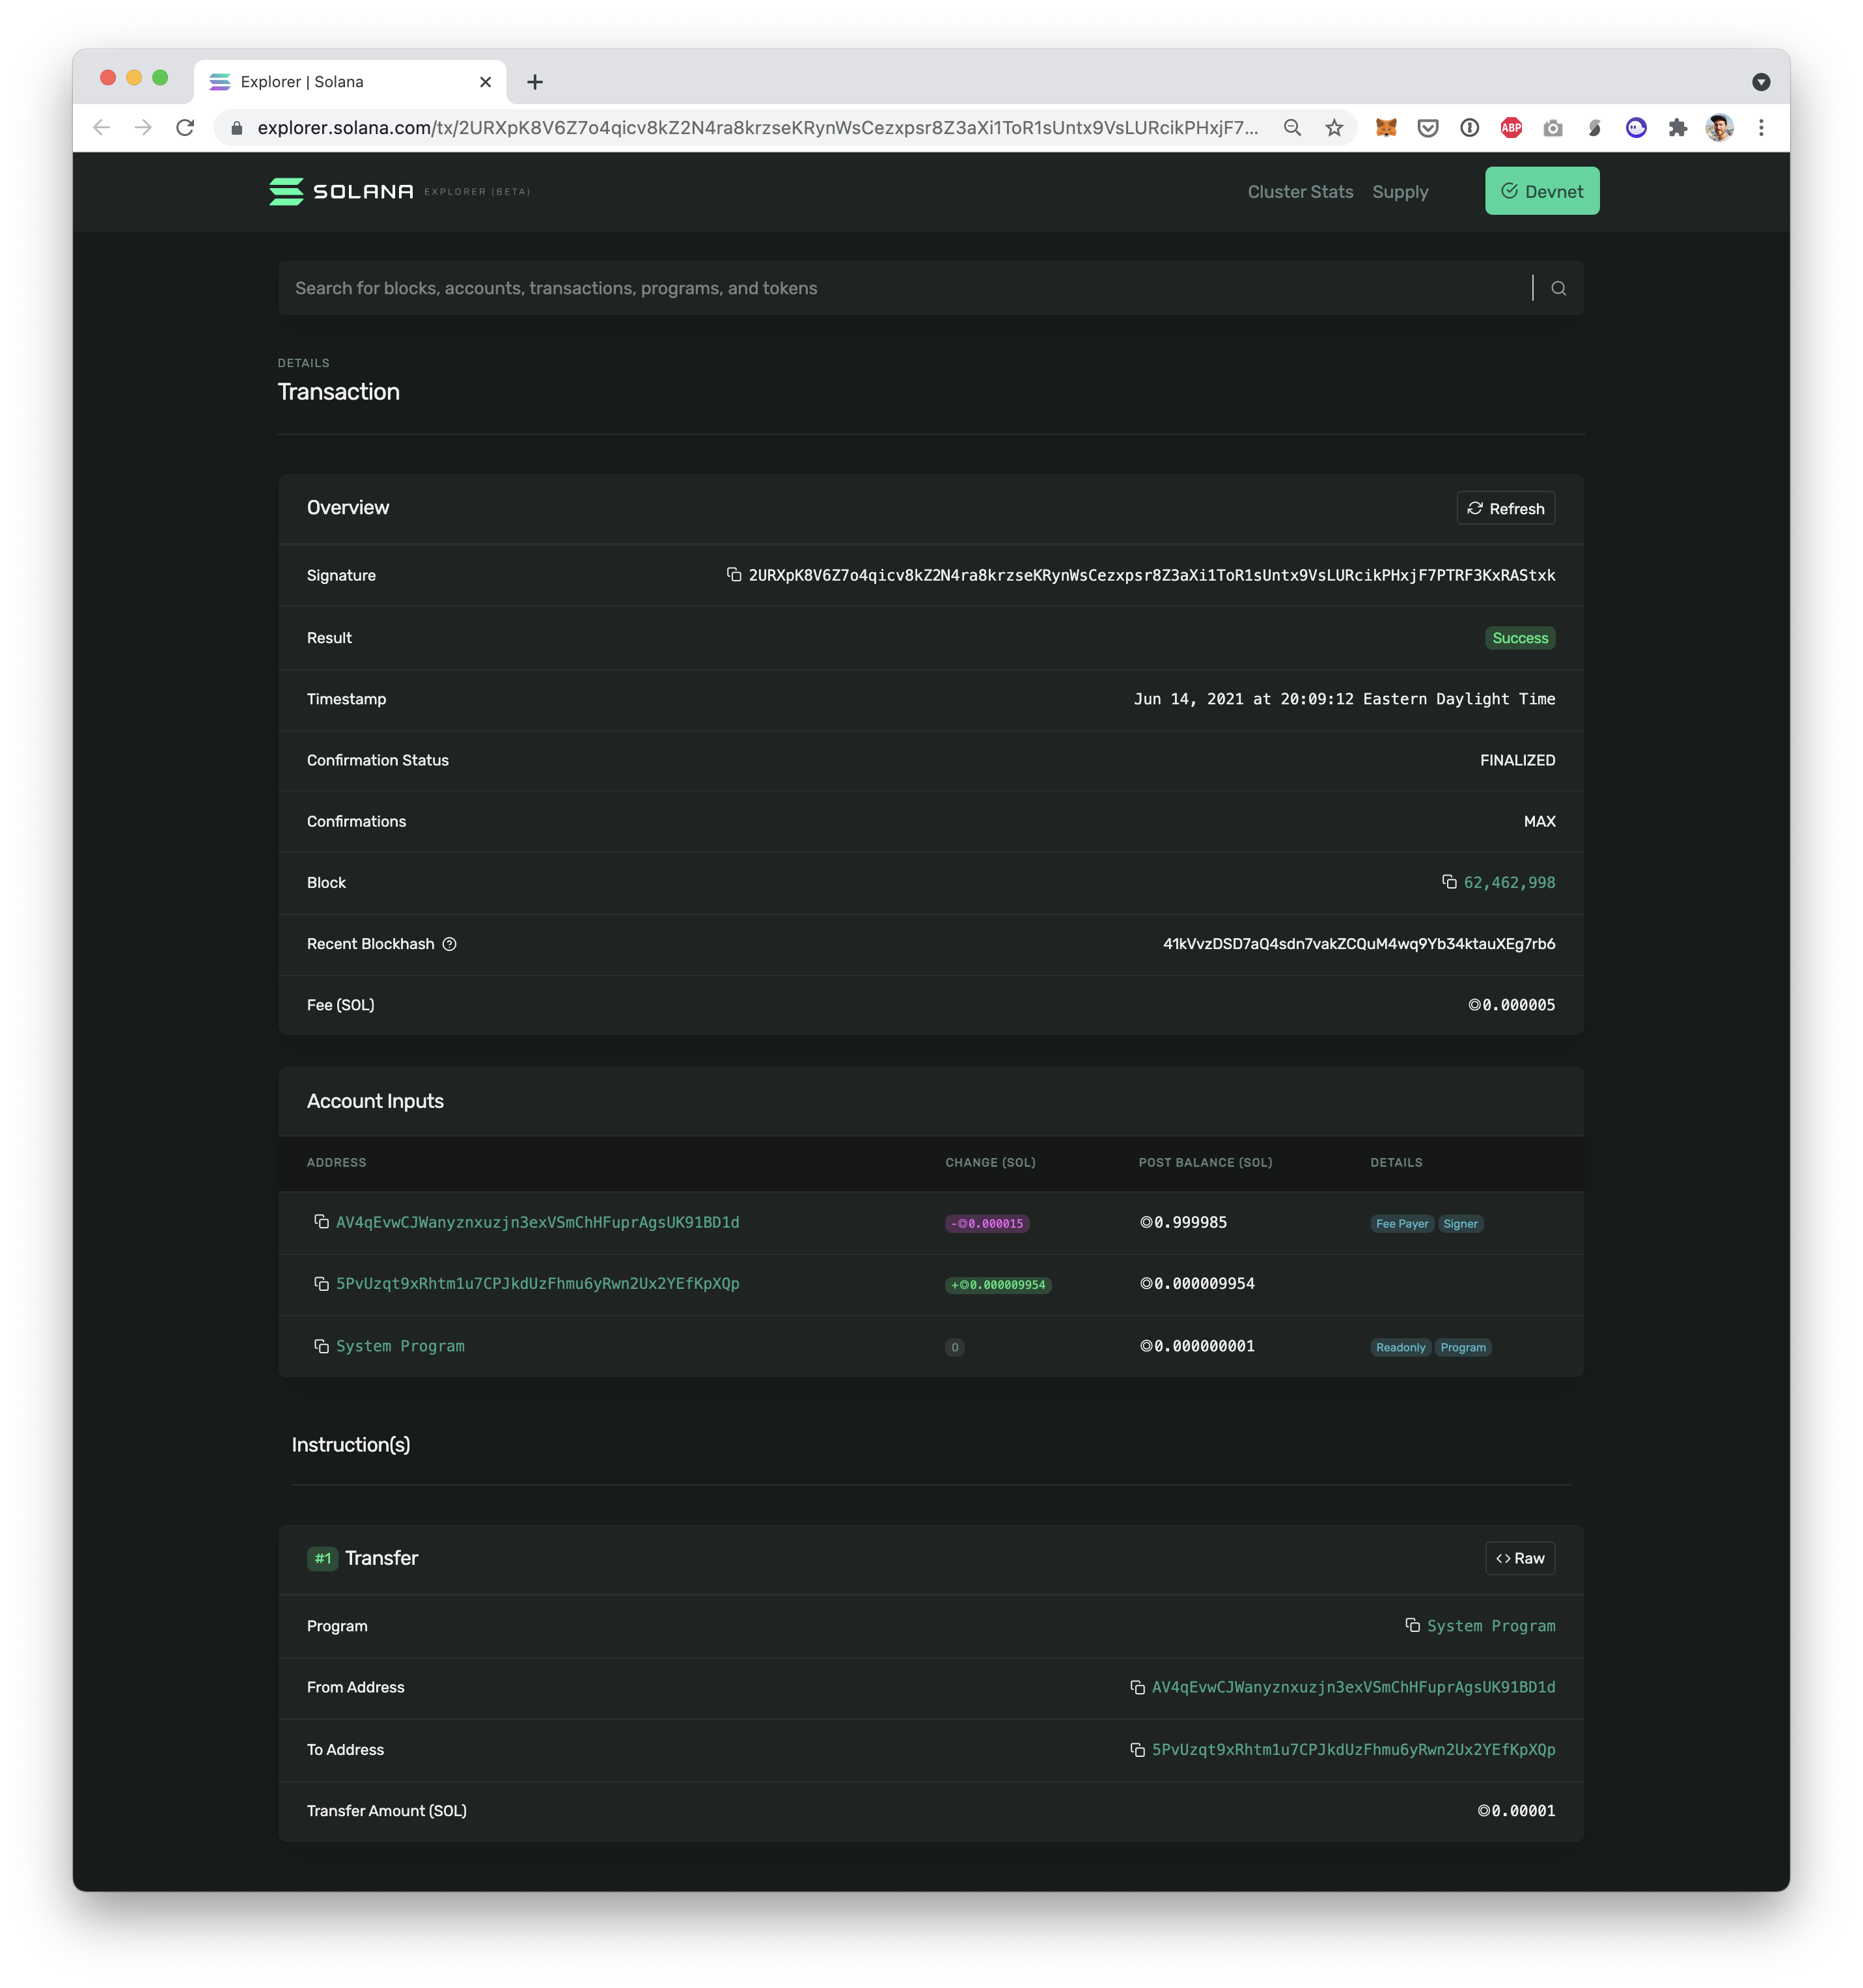 Explorer | Solana
explorer.solana.com/tx/2URXpK8V6Z7o4qicv8kZ2N4ra8krzseKRynWsCezxpsr8Z3aXi1ToR1sUntx9VsLURcikPHxjF7...
ABP
SOLANA EXPLORER (BETA)
Cluster Stats Supply Devnet
Search for blocks, accounts, transactions, programs, and tokens
DETAILS
Transaction
Overview Refresh
Signature 2URXpK8V6Z7o4qicv8kZ2N4ra8krzseKRynWsCezxpsr8Z3aXi1ToR1sUntx9VsLURcikPHxjF7PTRF3KxRAStxk
Result Success
Timestamp Jun 14, 2021 at 20:09:12 Eastern Daylight Time
Confirmation Status FINALIZED
Confirmations MAX
Block 62,462,998
Recent Blockhash 41kVvzDSD7aQ4sdn7vakZCQuM4wq9Yb34ktauXEg7rb6
Fee (SOL) ◎0.000005
Account Inputs
ADDRESS CHANGE (SOL) POST BALANCE (SOL) DETAILS
AV4qEvwCJWanyznxuzjn3exVSmChHFuprAgsUK91BD1d -◎0.000015 ◎0.999985 Fee Payer Signer
5PvUzqt9xRhtm1u7CPJkdUzFhmu6yRwn2Ux2YEfKpXQp +◎0.000009954 ◎0.000009954
System Program 0 ◎0.000000001 Readonly Program
Instruction(s)
#1 Transfer <> Raw
Program System Program
From Address AV4qEvwCJWanyznxuzjn3exVSmChHFuprAgsUK91BD1d
To Address 5PvUzqt9xRhtm1u7CPJkdUzFhmu6yRwn2Ux2YEfKpXQp
Transfer Amount (SOL) ◎0.00001